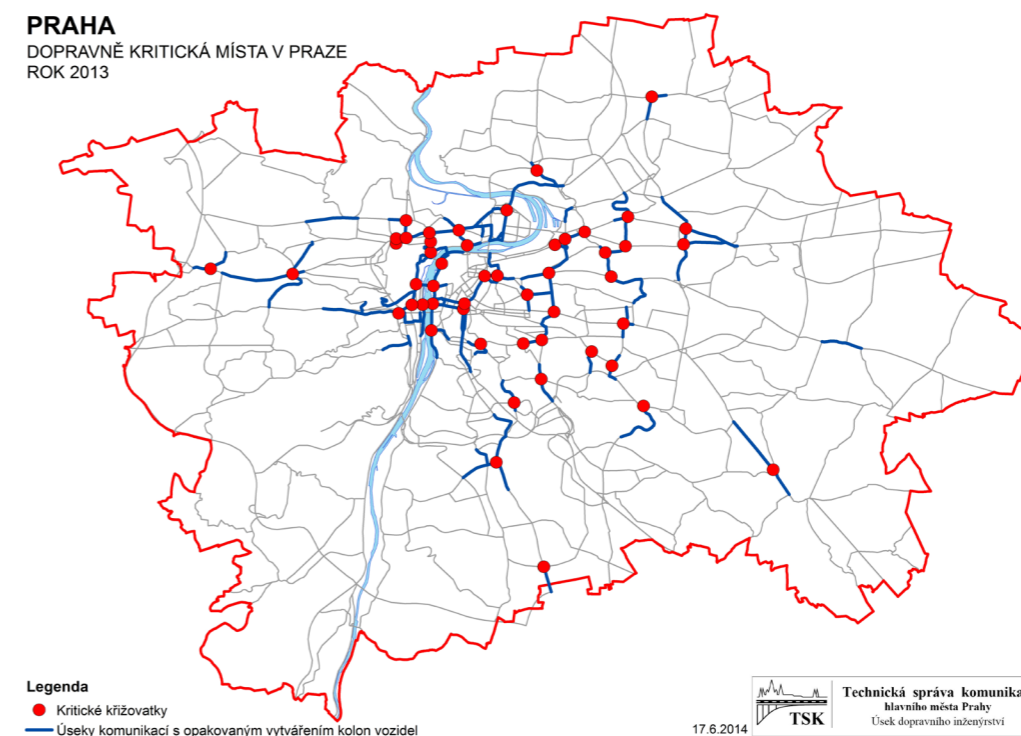 PRAHA
DOPRAVNĚ KRITICKÁ MÍSTA V PRAZE
ROK 2013
Legenda
Kritické křižovatky
Úseky komunikací s opakovaným vytvářením kolon vozidel
17.6.2014
TSK
Technická správa komunika
hlavního města Prahy
Úsek dopravního inženýrství